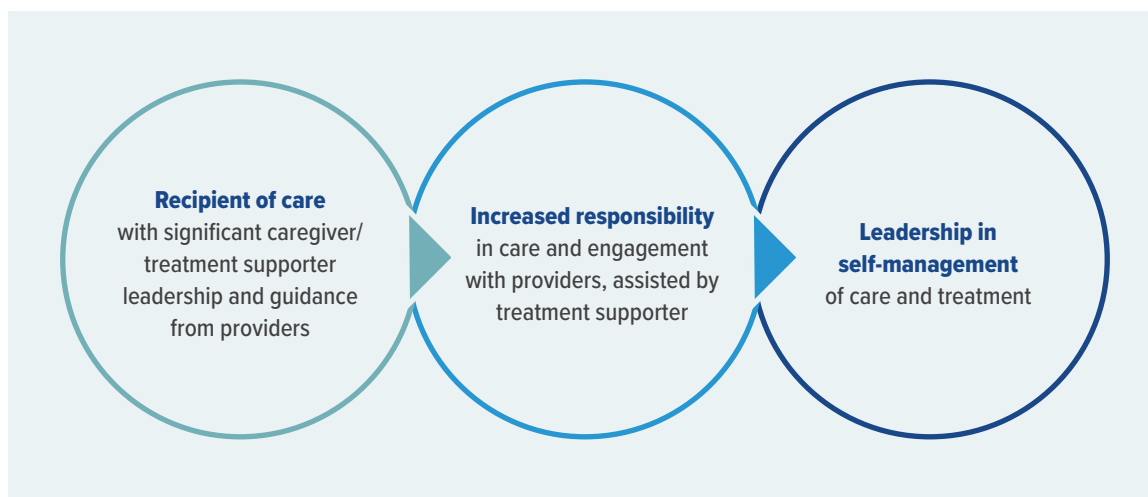 Recipient of care
with significant caregiver/
treatment supporter
leadership and guidance
from providers
Increased responsibility
in care and engagement
with providers, assisted by
treatment supporter
Leadership in
self-management
of care and treatment